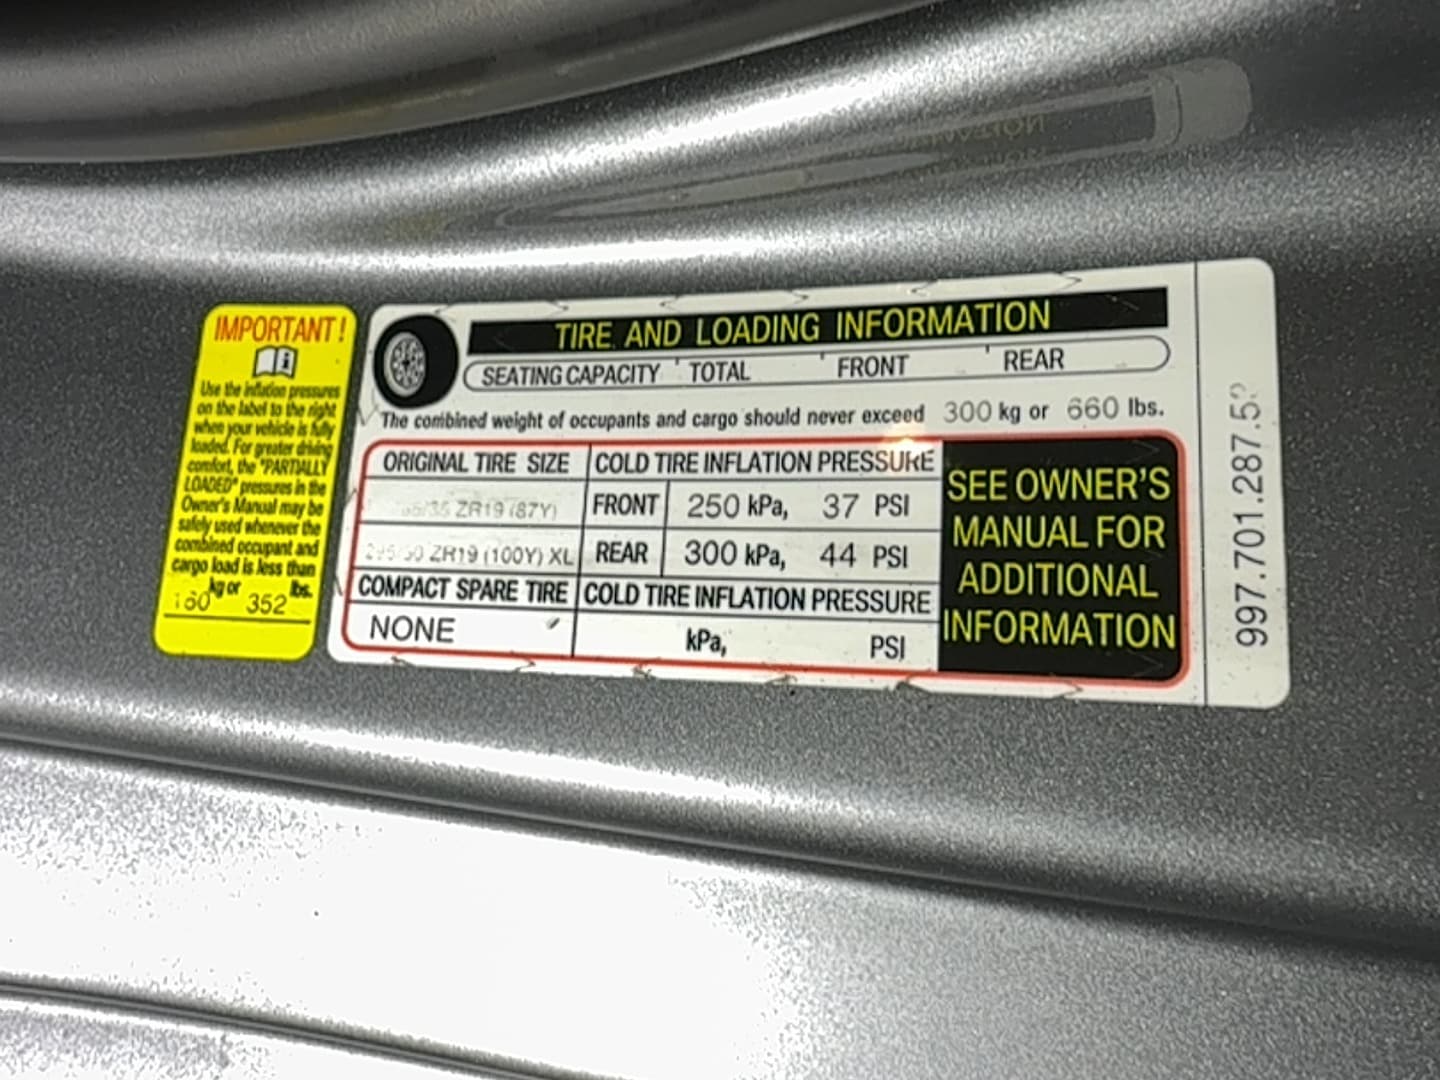 IMPORTANT!
Use the inflation pressures
on the label to the right
when your vehicle is fully
loaded. For greater driving
comfort, the "PARTIALLY
LOADED" pressures in the
Owner's Manual may be
safely used whenever the
combined occupant and
cargo load is less than
kg or 352 lbs.
TIRE AND LOADING INFORMATION
SEATING CAPACITY TOTAL FRONT REAR
The combined weight of occupants and cargo should never exceed 300 kg or 660 lbs.
ORIGINAL TIRE SIZE COLD TIRE INFLATION PRESSURE
ZR19 (87Y) FRONT 250 kPa, 37 PSI
ZR19 (100Y) XL REAR 300 kPa, 44 PSI
COMPACT SPARE TIRE COLD TIRE INFLATION PRESSURE
NONE kPa, PSI
SEE OWNER'S
MANUAL FOR
ADDITIONAL
INFORMATION